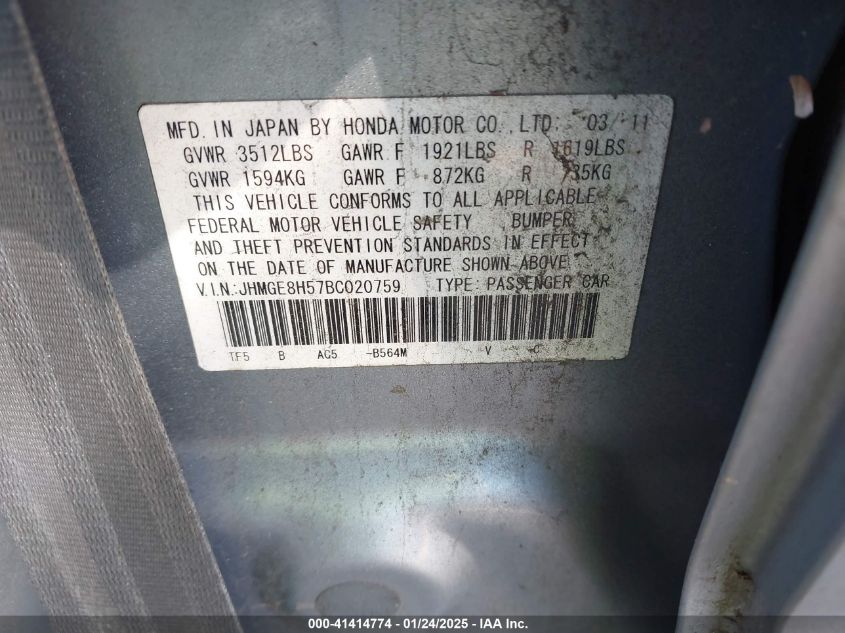 MFD. IN JAPAN BY HONDA MOTOR CO., LTD. 03/11
GVWR 3512LBS GAWR F 1921LBS R 1619LBS
GVWR 1594KG GAWR F 872KG R 735KG
THIS VEHICLE CONFORMS TO ALL APPLICABLE
FEDERAL MOTOR VEHICLE SAFETY, BUMPER,
AND THEFT PREVENTION STANDARDS IN EFFECT
ON THE DATE OF MANUFACTURE SHOWN ABOVE.
V.I.N.:JHMGE8H57BC020759 TYPE: PASSENGER CAR
TF5 B AC5 -B564M V C
000-41414774 - 01/24/2025 - IAA Inc.